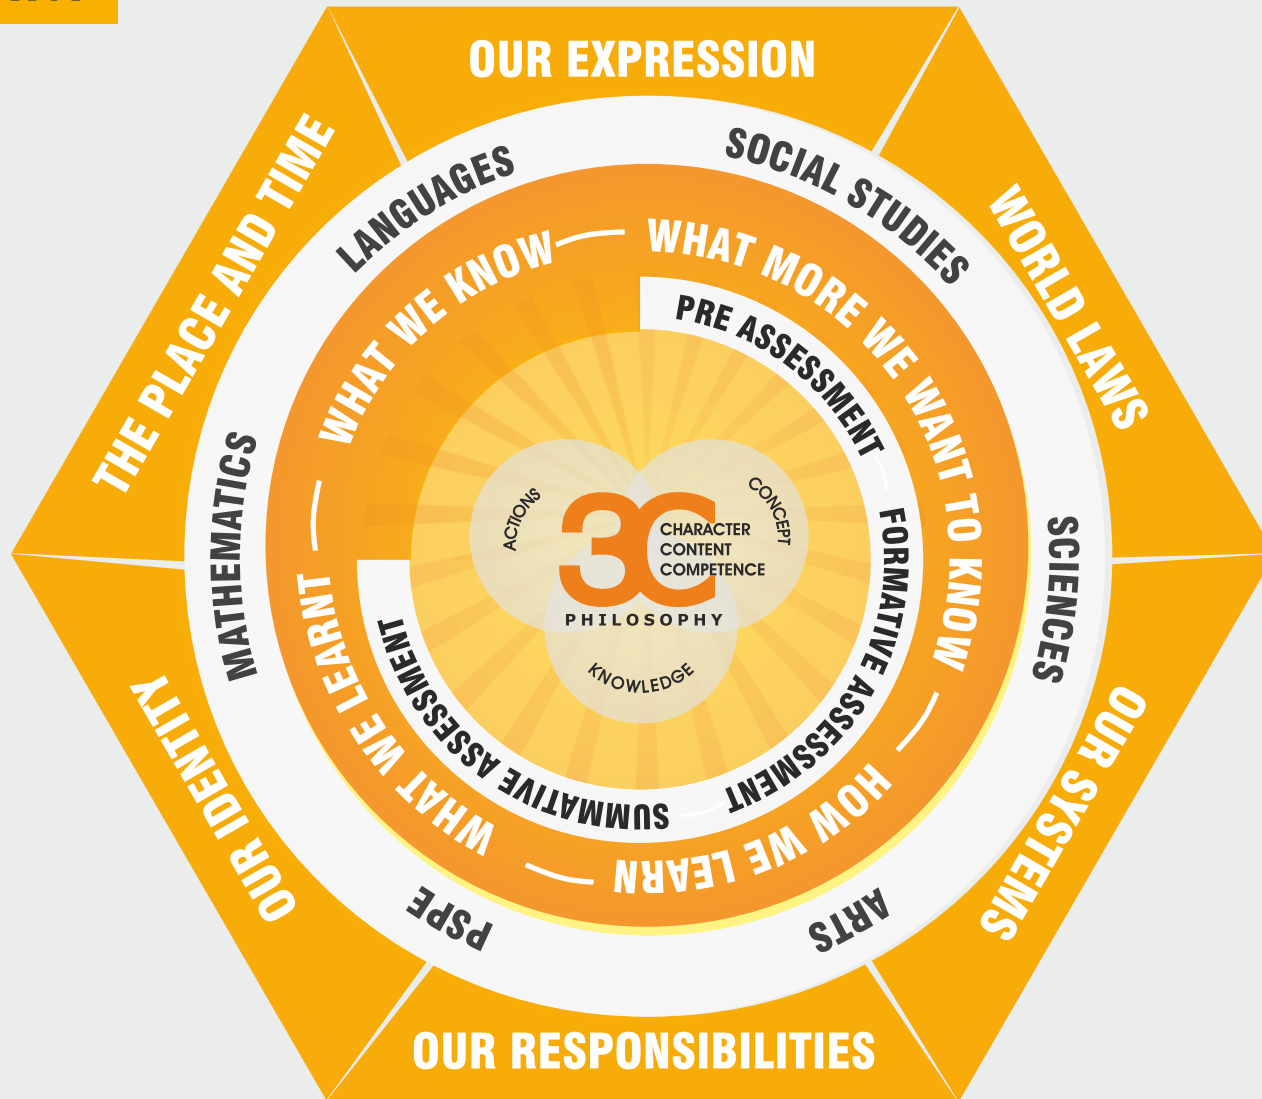 OUR EXPRESSION
WORLD LAWS
OUR SYSTEMS
OUR RESPONSIBILITIES
OUR IDENTITY
THE PLACE AND TIME
LANGUAGES
SOCIAL STUDIES
SCIENCES
ARTS
PSPE
MATHEMATICS
WHAT WE KNOW
WHAT MORE WE WANT TO KNOW
HOW WE LEARN
WHAT WE LEARNT
PRE ASSESSMENT
FORMATIVE ASSESSMENT
SUMMATIVE ASSESSMENT
ACTIONS
CONCEPT
3C
CHARACTER
CONTENT
COMPETENCE
PHILOSOPHY
KNOWLEDGE